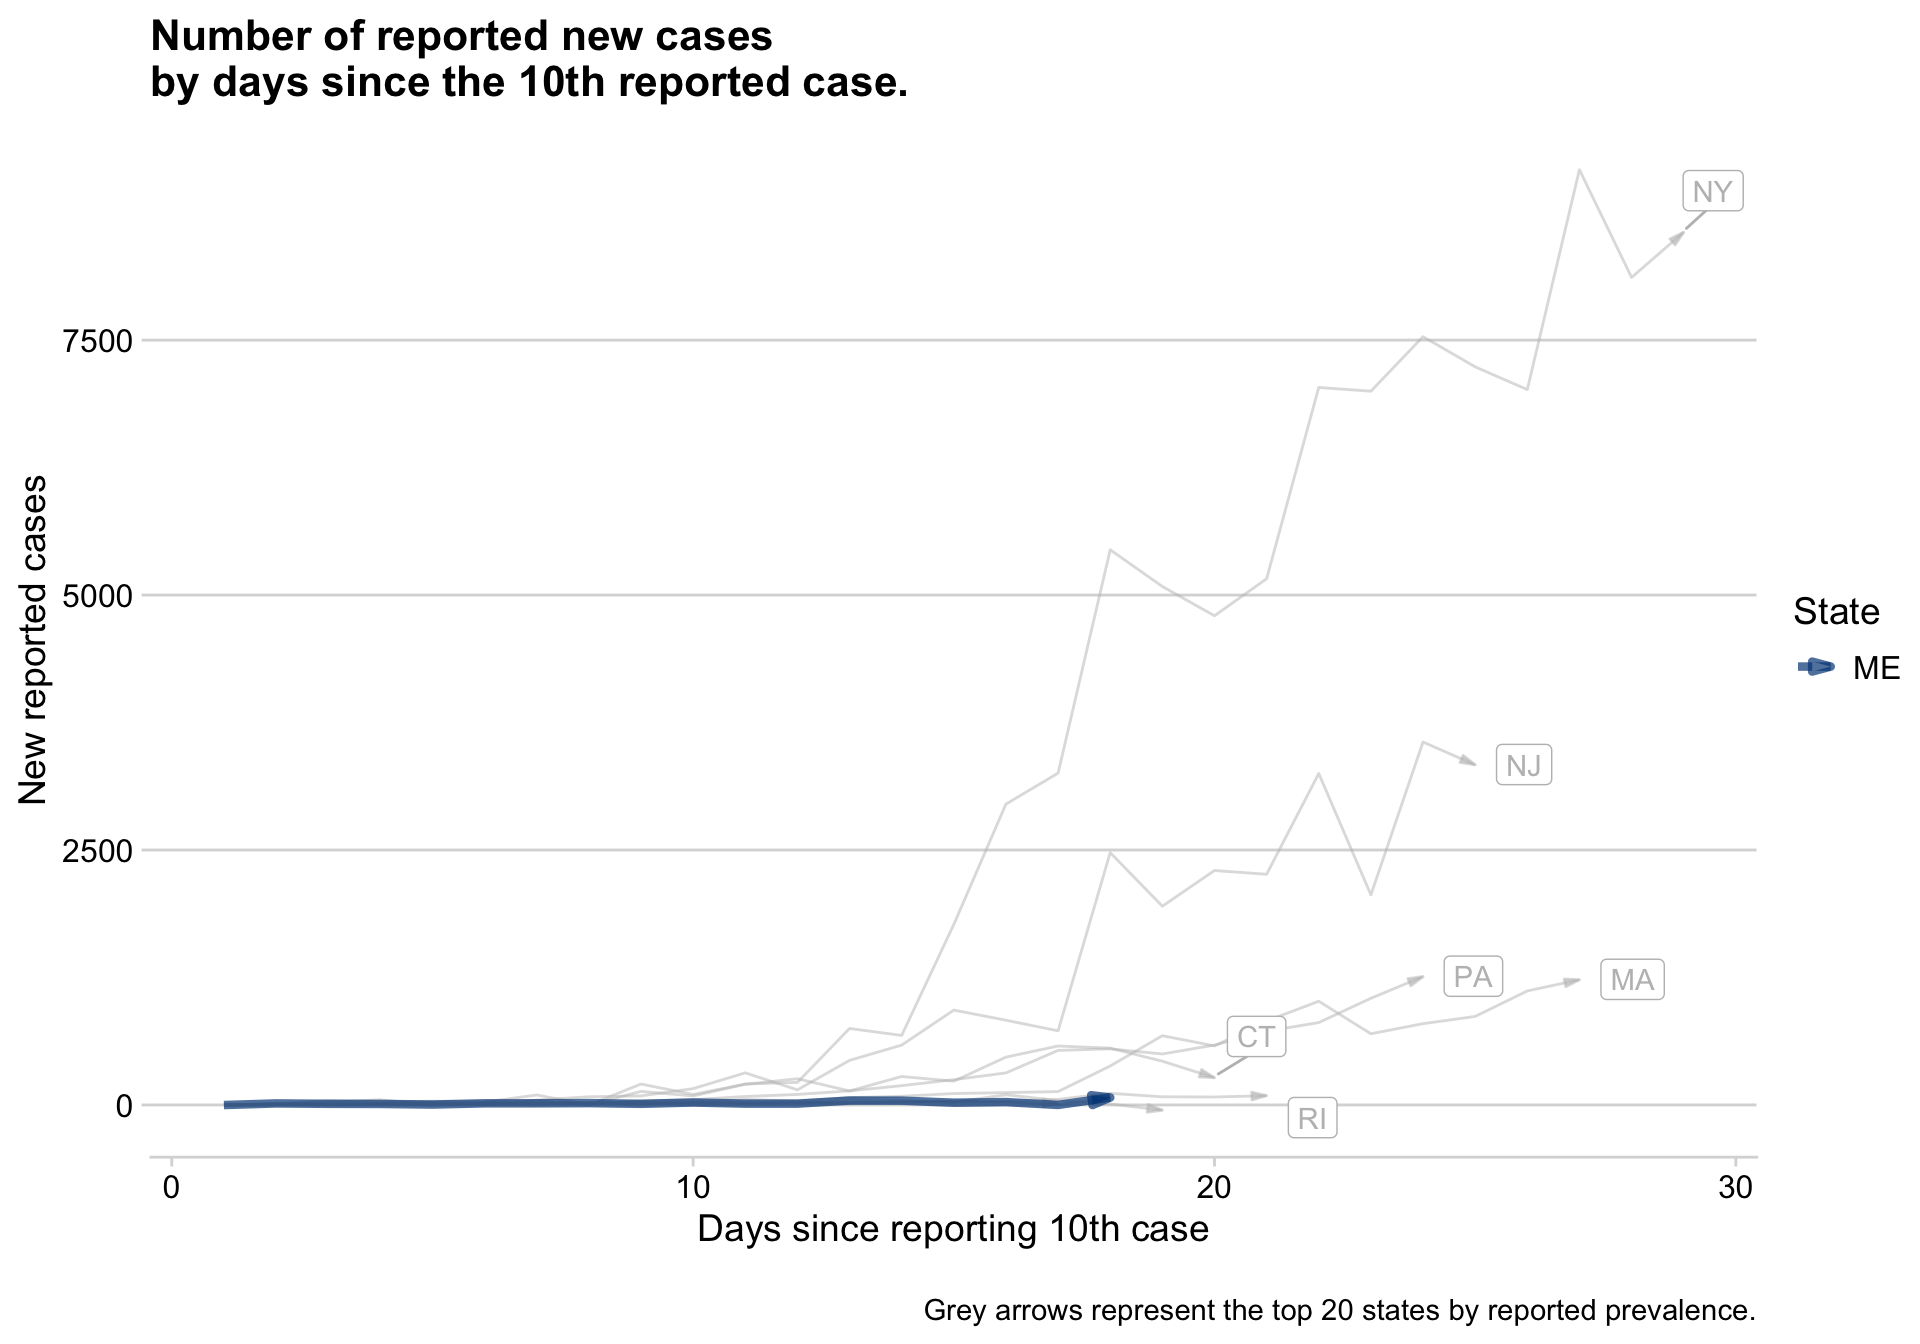 Number of reported new cases
by days since the 10th reported case.
NY
7500
New reported cases
5000
State
ME
NJ
2500
PA
MA
CT
0
RI
0
10
20
30
Days since reporting 10th case
Grey arrows represent the top 20 states by reported prevalence.